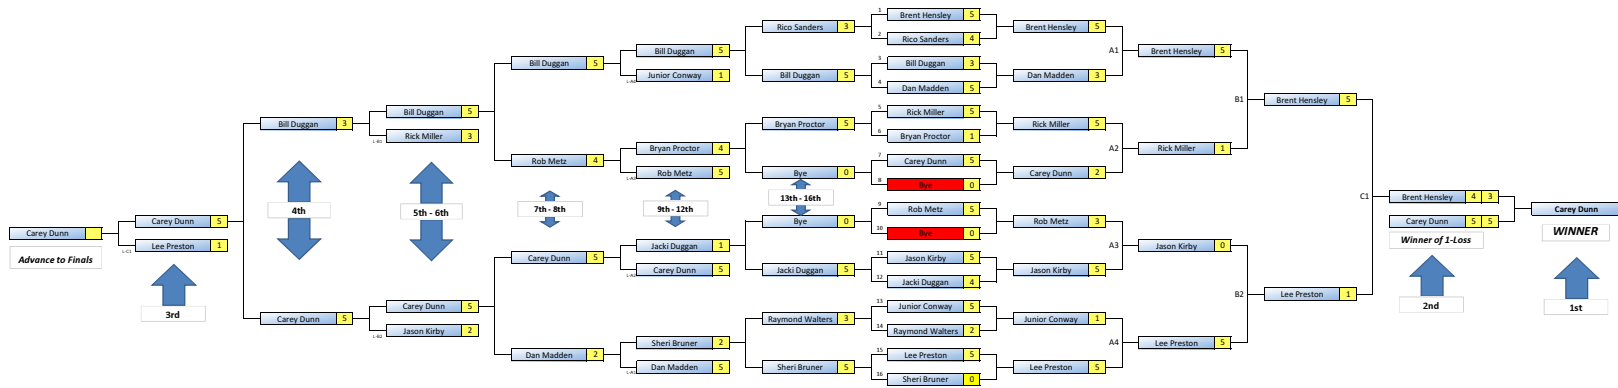 1 Brent Hensley 5
Rico Sanders 3 Brent Hensley 5
2 Rico Sanders 4
Bill Duggan 5 A1 Brent Hensley 5
Bill Duggan 5 3 Bill Duggan 3
Junior Conway 1 Bill Duggan 5 Dan Madden 3
4 Dan Madden 5
B1 Brent Hensley 5
Bill Duggan 5 5 Rick Miller 5
Bill Duggan 3 Bryan Proctor 5 Rick Miller 5
Rick Miller 3 6 Bryan Proctor 1
L-B1
Bryan Proctor 4 A2 Rick Miller 1
Rob Metz 4 7 Carey Dunn 5
Rob Metz 5 Bye 0 Carey Dunn 2
8 Bye 0
4th 5th - 6th 7th - 8th 9th - 12th 13th - 16th C1 Brent Hensley 4 3
9 Rob Metz 5
Carey Dunn 5 Bye 0 Rob Metz 3 Carey Dunn 5 5 Carey Dunn
Carey Dunn 10 Bye 0
Lee Preston 1 Jacki Duggan 1 A3 Jason Kirby 0 Winner of 1-Loss WINNER
L-C1
Advance to Finals Carey Dunn 5 11 Jason Kirby 5
Carey Dunn 5 Jacki Duggan 5 Jason Kirby 5
12 Jacki Duggan 4
B2 Lee Preston 1
3rd Carey Dunn 5 13 Junior Conway 5 2nd 1st
Carey Dunn 5 Raymond Walters 3 Junior Conway 1
Jason Kirby 2 14 Raymond Walters 2
L-B2
Sheri Bruner 2 A4 Lee Preston 5
Dan Madden 2 15 Lee Preston 5
Dan Madden 5 Sheri Bruner 5 Lee Preston 5
16 Sheri Bruner 0